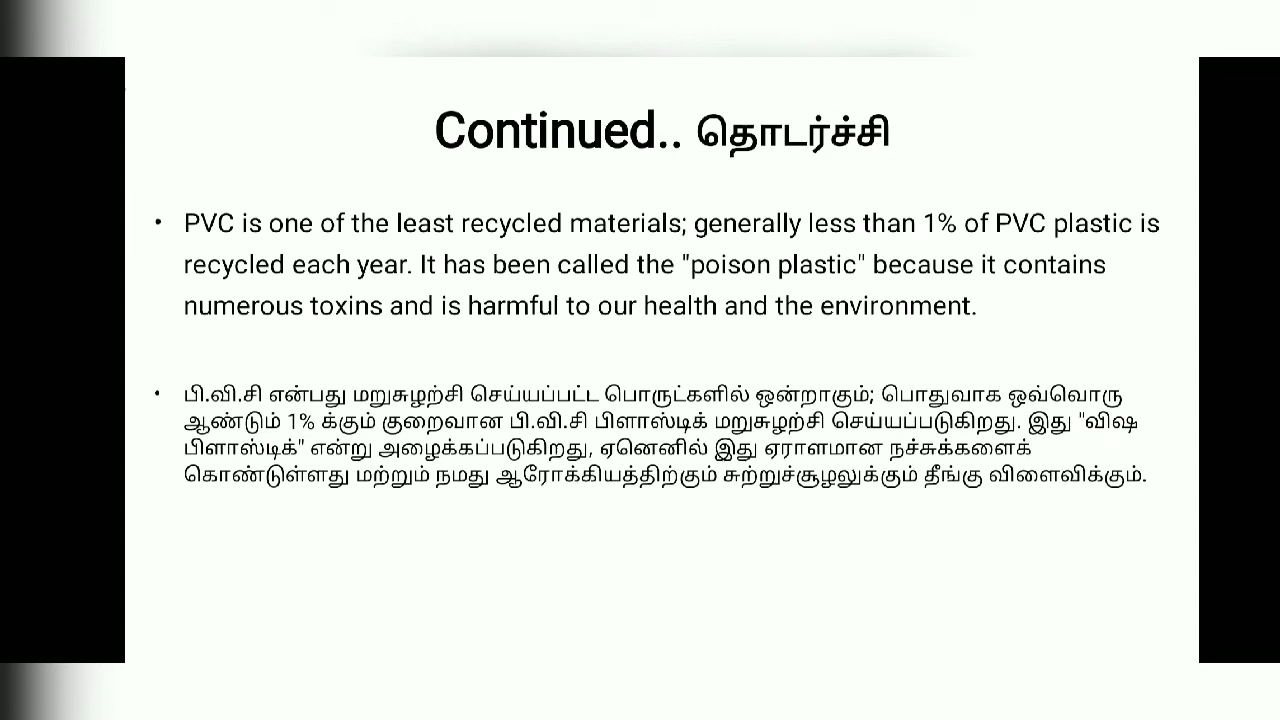 Continued.. தொடர்ச்சி
• PVC is one of the least recycled materials; generally less than 1% of PVC plastic is
recycled each year. It has been called the "poison plastic" because it contains
numerous toxins and is harmful to our health and the environment.
• பி.வி.சி என்பது மறுசுழற்சி செய்யப்பட்ட பொருட்களில் ஒன்றாகும்; பொதுவாக ஒவ்வொரு
ஆண்டும் 1% க்கும் குறைவான பி.வி.சி பிளாஸ்டிக் மறுசுழற்சி செய்யப்படுகிறது. இது "விஷ
பிளாஸ்டிக்" என்று அழைக்கப்படுகிறது, ஏனெனில் இது ஏராளமான நச்சுக்களைக்
கொண்டுள்ளது மற்றும் நமது ஆரோக்கியத்திற்கும் சுற்றுச்சூழலுக்கும் தீங்கு விளைவிக்கும்.